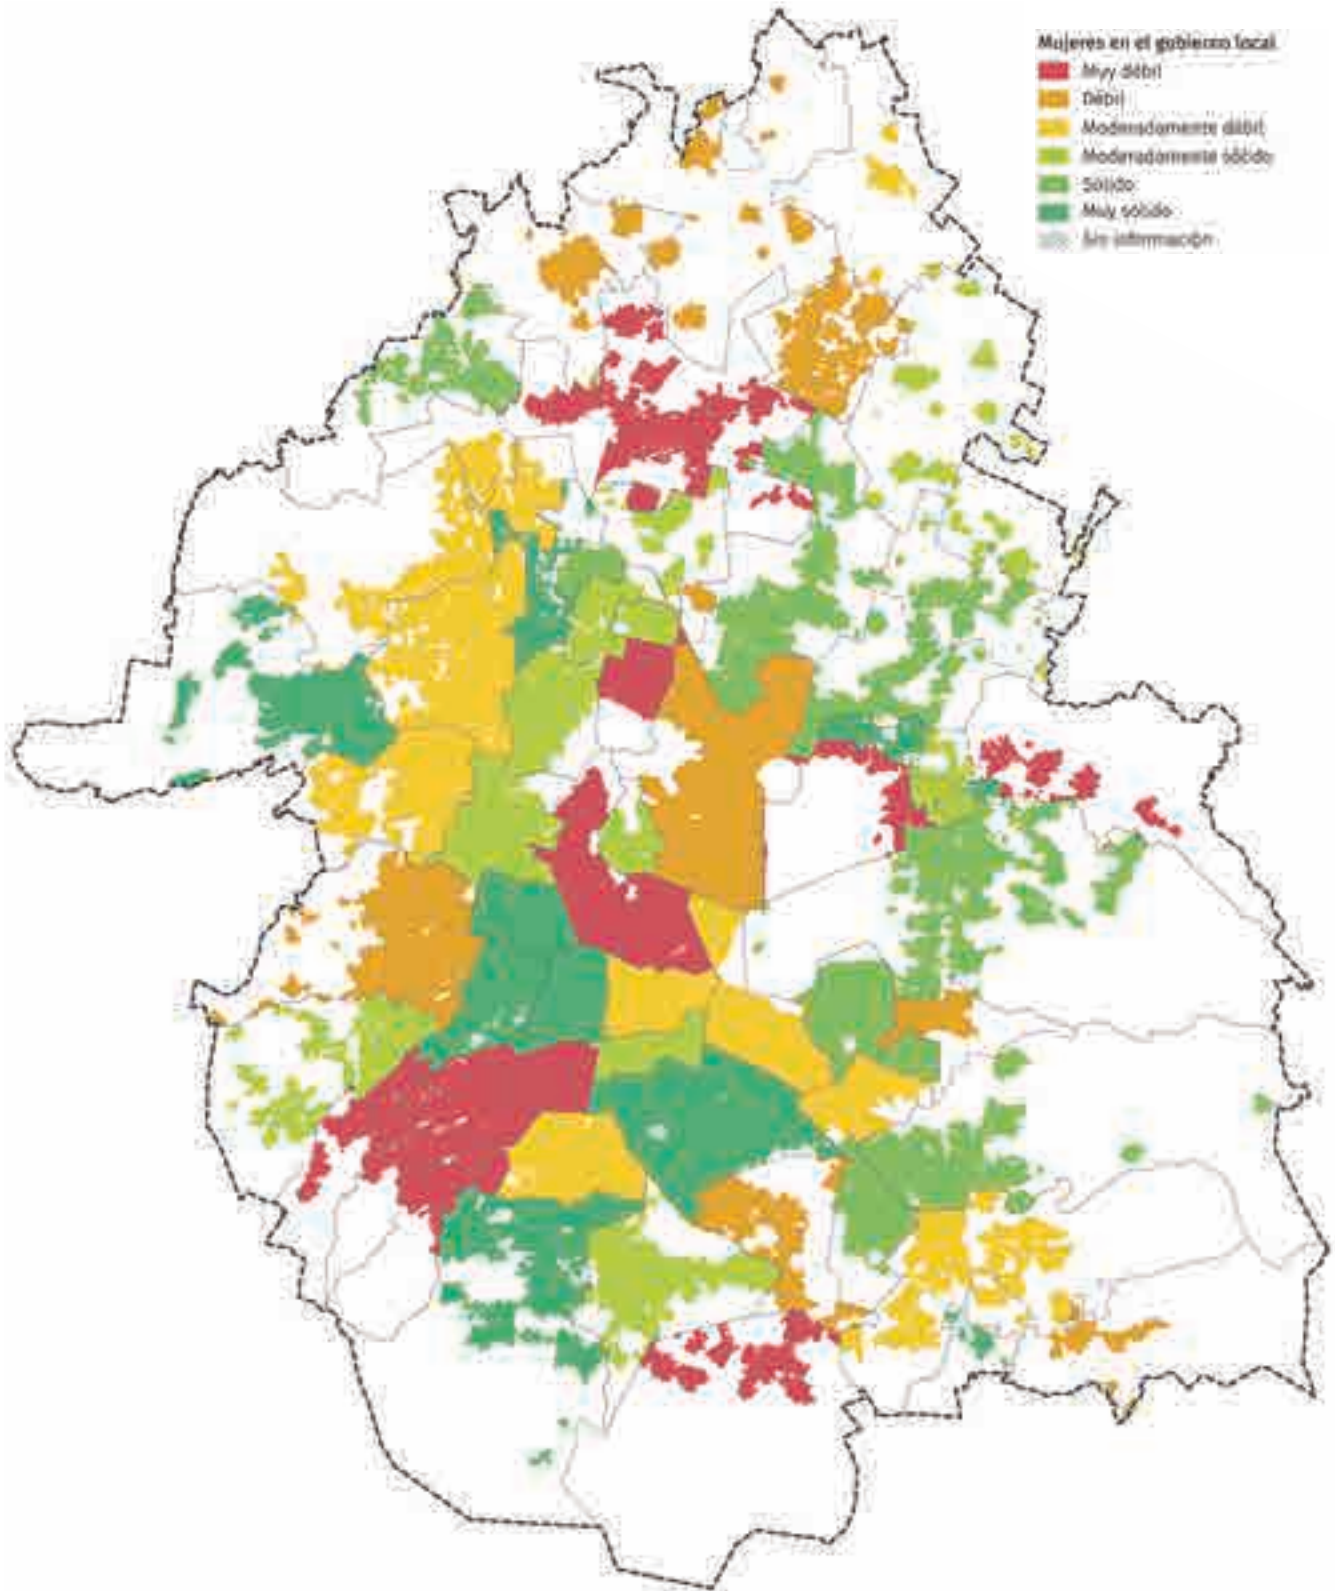 Mujeres en el gobierno local
Muy débil
Débil
Moderadamente débil
Moderadamente sólido
Sólido
Muy sólido
Sin información